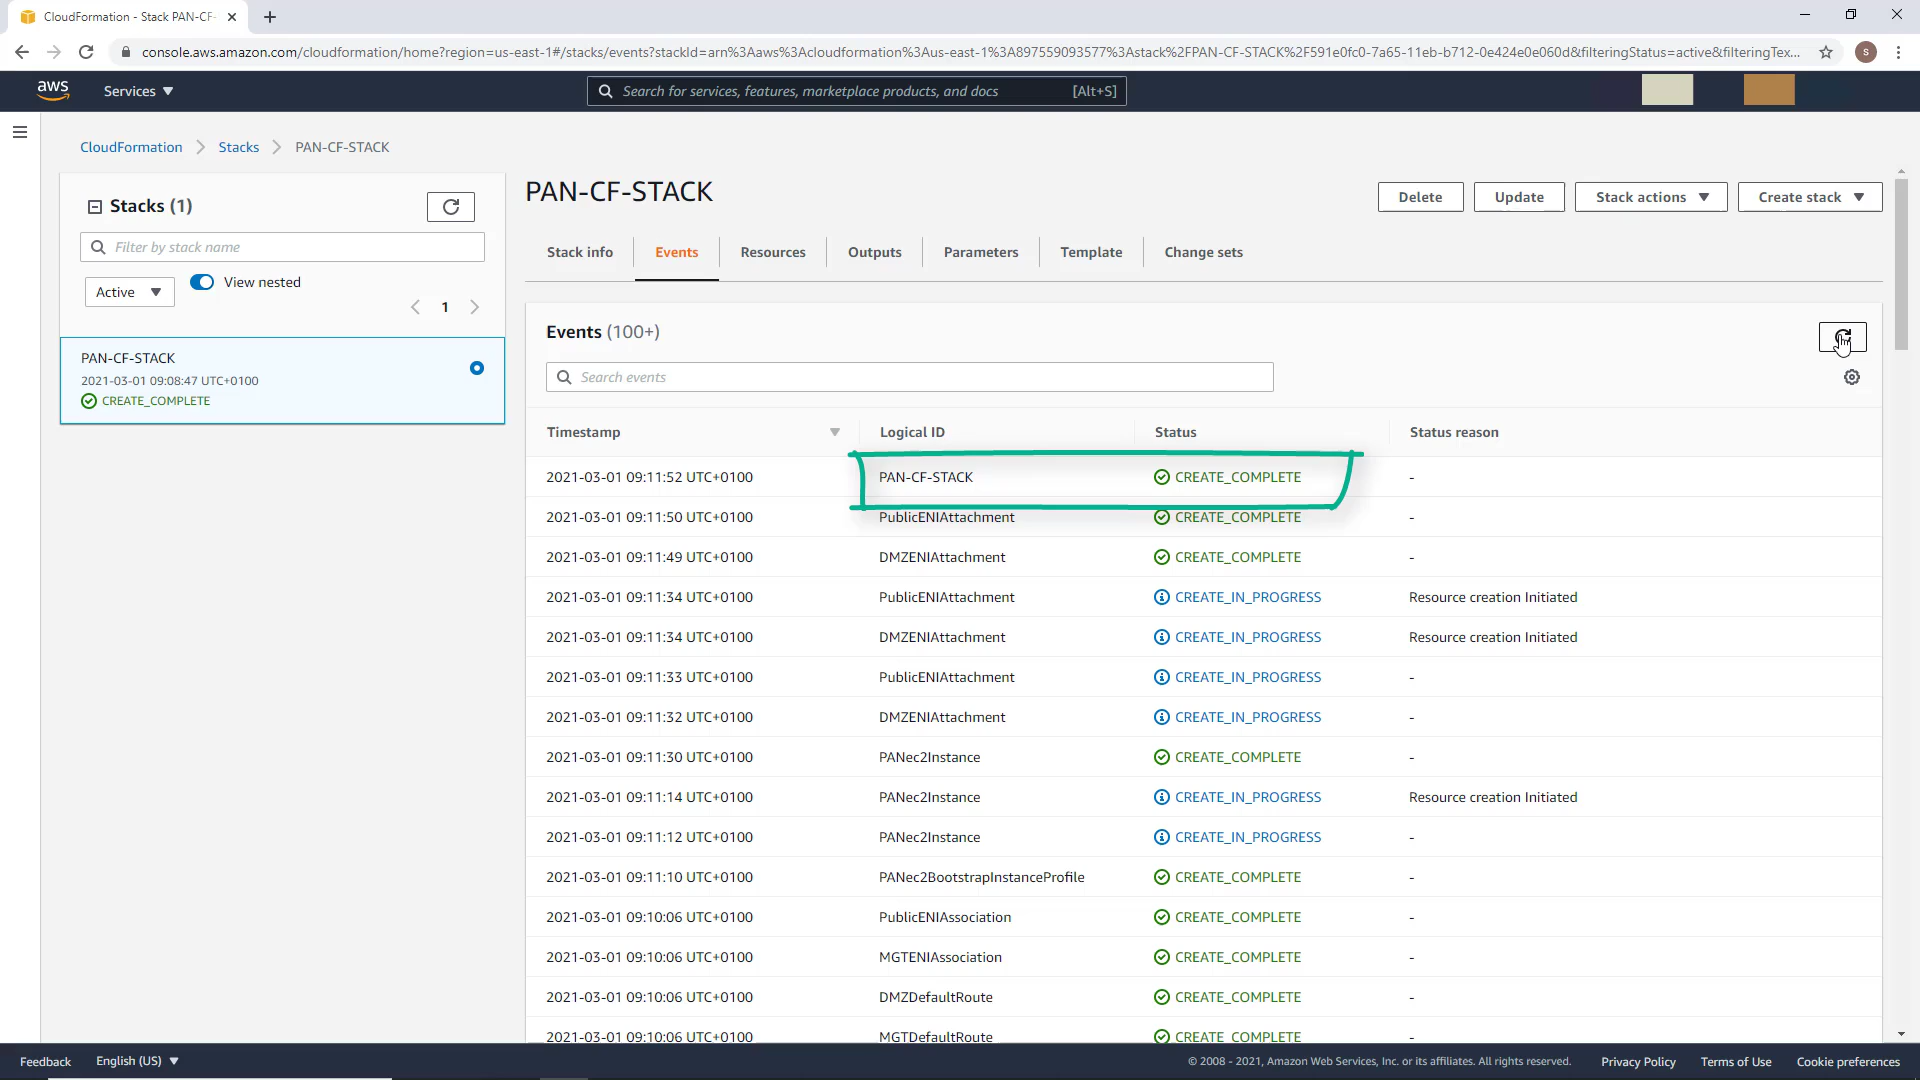 CloudFormation - Stack PAN-CF-
console.aws.amazon.com/cloudformation/home?region=us-east-1#/stacks/events?stackId=arn%3Aaws%3Acloudformation%3Aus-east-1%3A897559093577%3Astack%2FPAN-CF-STACK%2F591e0fc0-7a65-11eb-b712-0e424e0e060d&filteringStatus=active&filteringTex...
S
aws
Services
Search for services, features, marketplace products, and docs
[Alt+S]
CloudFormation
Stacks
PAN-CF-STACK
Stacks (1)
Filter by stack name
Active
View nested
1
PAN-CF-STACK
2021-03-01 09:08:47 UTC+0100
CREATE_COMPLETE
PAN-CF-STACK
Delete
Update
Stack actions
Create stack
Stack info
Events
Resources
Outputs
Parameters
Template
Change sets
Events (100+)
Search events
Timestamp Logical ID Status Status reason
2021-03-01 09:11:52 UTC+0100 PAN-CF-STACK CREATE_COMPLETE -
2021-03-01 09:11:50 UTC+0100 PublicENIAttachment CREATE_COMPLETE -
2021-03-01 09:11:49 UTC+0100 DMZENIAttachment CREATE_COMPLETE -
2021-03-01 09:11:34 UTC+0100 PublicENIAttachment CREATE_IN_PROGRESS Resource creation Initiated
2021-03-01 09:11:34 UTC+0100 DMZENIAttachment CREATE_IN_PROGRESS Resource creation Initiated
2021-03-01 09:11:33 UTC+0100 PublicENIAttachment CREATE_IN_PROGRESS -
2021-03-01 09:11:32 UTC+0100 DMZENIAttachment CREATE_IN_PROGRESS -
2021-03-01 09:11:30 UTC+0100 PANec2Instance CREATE_COMPLETE -
2021-03-01 09:11:14 UTC+0100 PANec2Instance CREATE_IN_PROGRESS Resource creation Initiated
2021-03-01 09:11:12 UTC+0100 PANec2Instance CREATE_IN_PROGRESS -
2021-03-01 09:11:10 UTC+0100 PANec2BootstrapInstanceProfile CREATE_COMPLETE -
2021-03-01 09:10:06 UTC+0100 PublicENIAssociation CREATE_COMPLETE -
2021-03-01 09:10:06 UTC+0100 MGTENIAssociation CREATE_COMPLETE -
2021-03-01 09:10:06 UTC+0100 DMZDefaultRoute CREATE_COMPLETE -
2021-03-01 09:10:06 UTC+0100 MGTDefaultRoute CREATE_COMPLETE -
Feedback
English (US)
© 2008 - 2021, Amazon Web Services, Inc. or its affiliates. All rights reserved.
Privacy Policy
Terms of Use
Cookie preferences